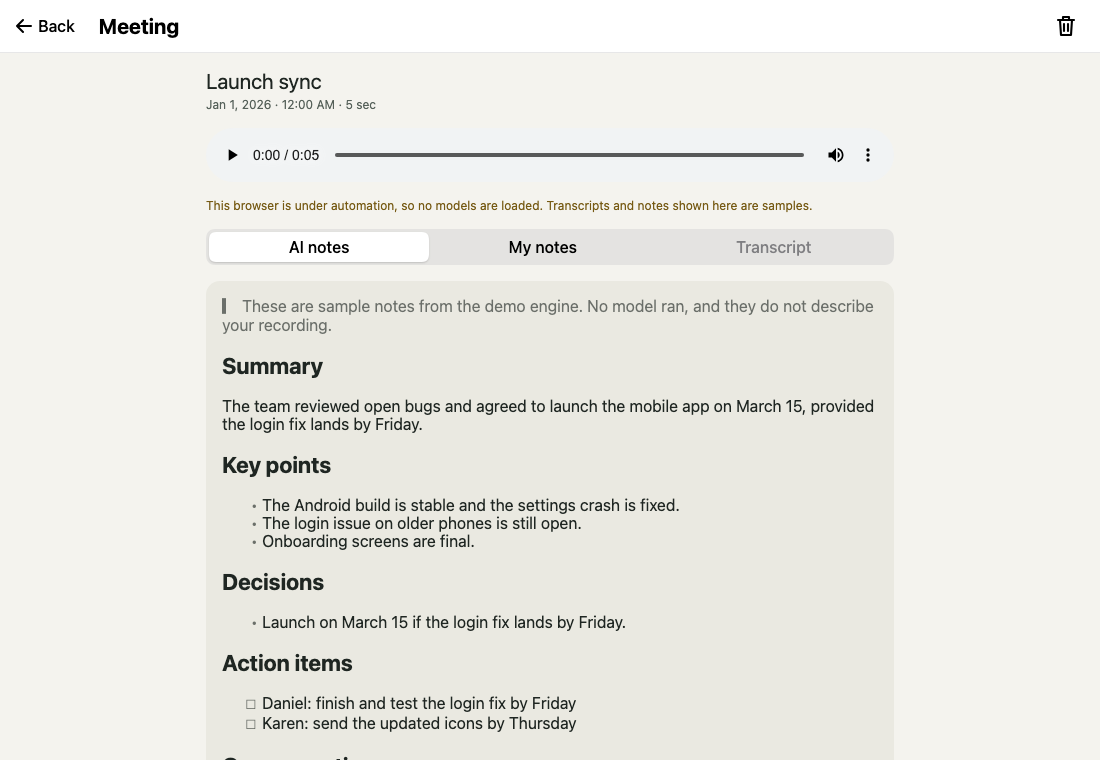 Back
Meeting
Launch sync
Jan 1, 2026 · 12:00 AM · 5 sec
0:00 / 0:05
This browser is under automation, so no models are loaded. Transcripts and notes shown here are samples.
AI notes
My notes
Transcript
These are sample notes from the demo engine. No model ran, and they do not describe
your recording.
Summary
The team reviewed open bugs and agreed to launch the mobile app on March 15, provided
the login fix lands by Friday.
Key points
• The Android build is stable and the settings crash is fixed.
• The login issue on older phones is still open.
• Onboarding screens are final.
Decisions
• Launch on March 15 if the login fix lands by Friday.
Action items
☐ Daniel: finish and test the login fix by Friday
☐ Karen: send the updated icons by Thursday